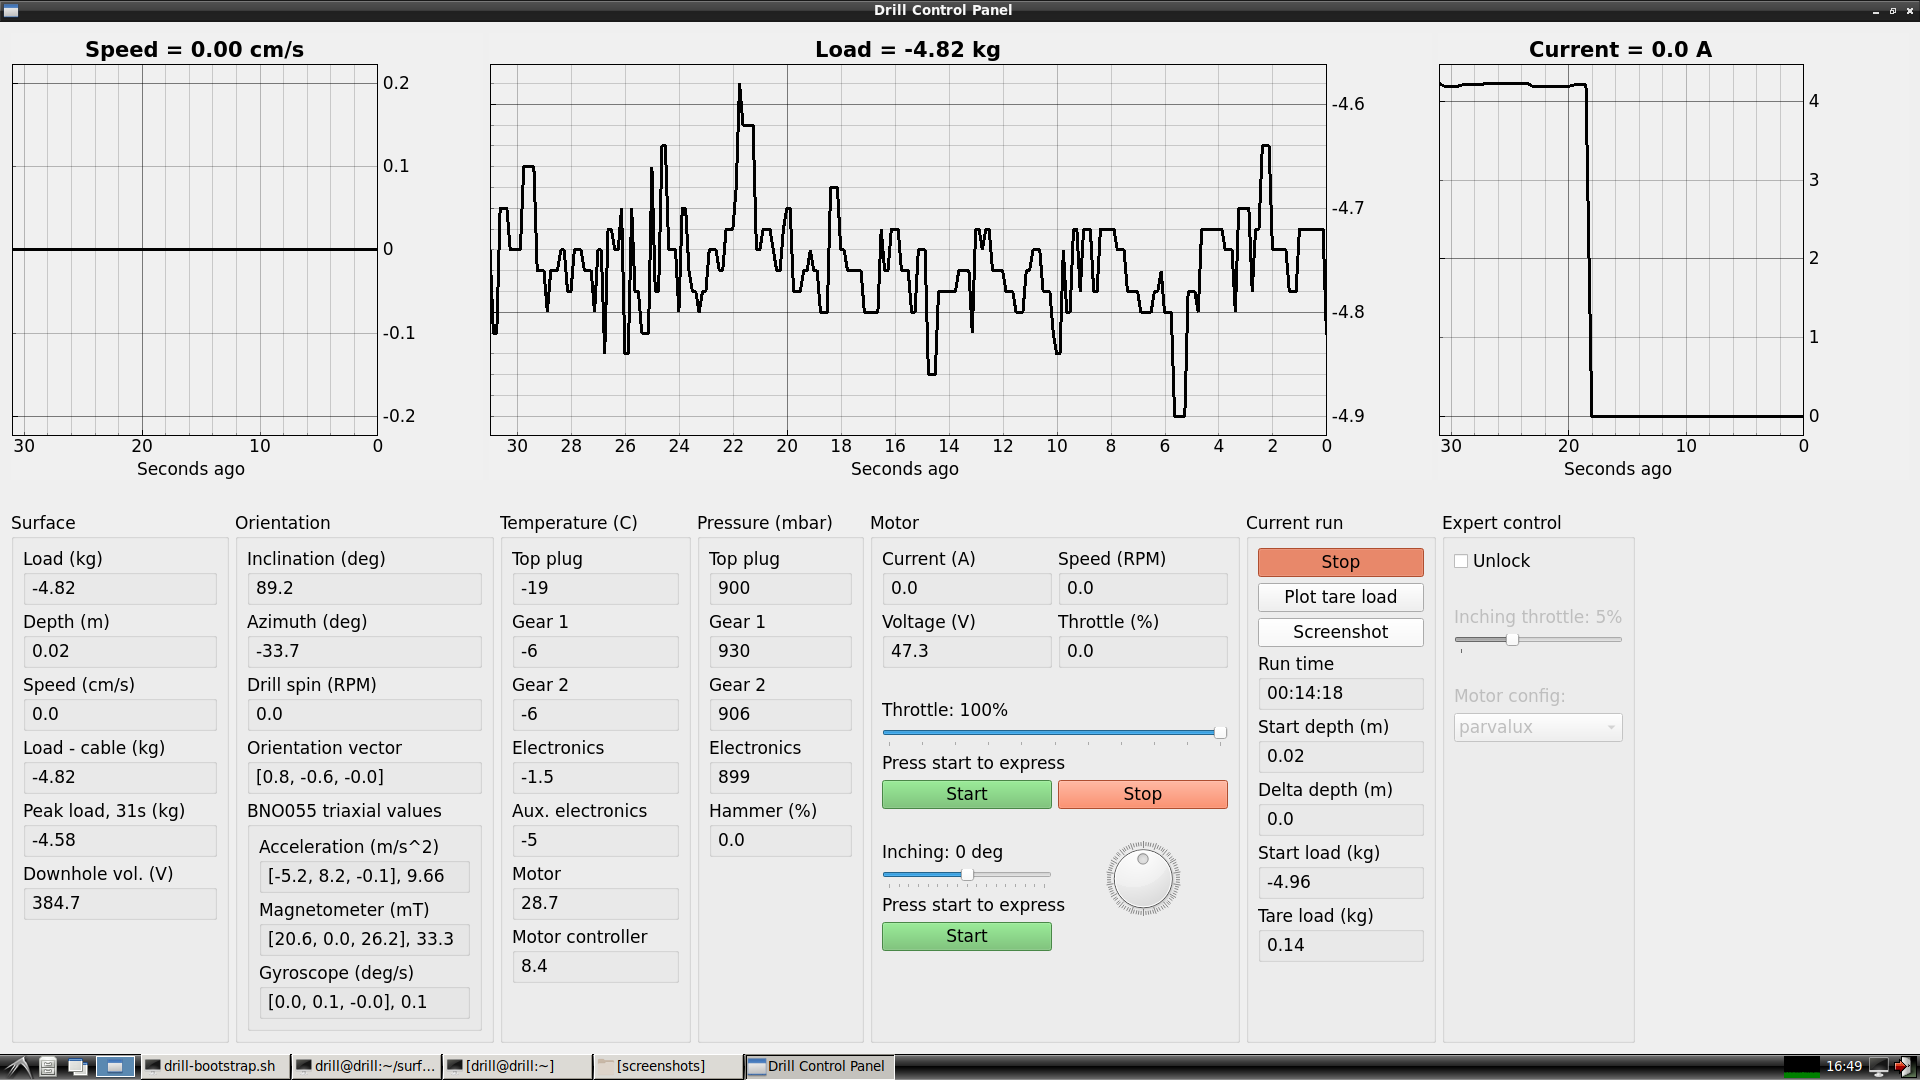 Drill Control Panel
Speed = 0.00 cm/s
0.2
0.1
0
-0.1
-0.2
30 20 10 0
Seconds ago
Load = -4.82 kg
-4.6
-4.7
-4.8
-4.9
30 28 26 24 22 20 18 16 14 12 10 8 6 4 2 0
Seconds ago
Current = 0.0 A
4
3
2
1
0
30 20 10 0
Seconds ago
Surface
Load (kg)
-4.82
Depth (m)
0.02
Speed (cm/s)
0.0
Load - cable (kg)
-4.82
Peak load, 31s (kg)
-4.58
Downhole vol. (V)
384.7
Orientation
Inclination (deg)
89.2
Azimuth (deg)
-33.7
Drill spin (RPM)
0.0
Orientation vector
[0.8, -0.6, -0.0]
BNO055 triaxial values
Acceleration (m/s^2)
[-5.2, 8.2, -0.1], 9.66
Magnetometer (mT)
[20.6, 0.0, 26.2], 33.3
Gyroscope (deg/s)
[0.0, 0.1, -0.0], 0.1
Temperature (C)
Top plug
-19
Gear 1
-6
Gear 2
-6
Electronics
-1.5
Aux. electronics
-5
Motor
28.7
Motor controller
8.4
Pressure (mbar)
Top plug
900
Gear 1
930
Gear 2
906
Electronics
899
Hammer (%)
0.0
Motor
Current (A) Speed (RPM)
0.0 0.0
Voltage (V) Throttle (%)
47.3 0.0
Throttle: 100%
Press start to express
Start Stop
Inching: 0 deg
Press start to express
Start
Current run
Stop
Plot tare load
Screenshot
Run time
00:14:18
Start depth (m)
0.02
Delta depth (m)
0.0
Start load (kg)
-4.96
Tare load (kg)
0.14
Expert control
Unlock
Inching throttle: 5%
Motor config:
parvalux
drill-bootstrap.sh drill@drill:~/surf... [drill@drill:~] [screenshots] Drill Control Panel 16:49